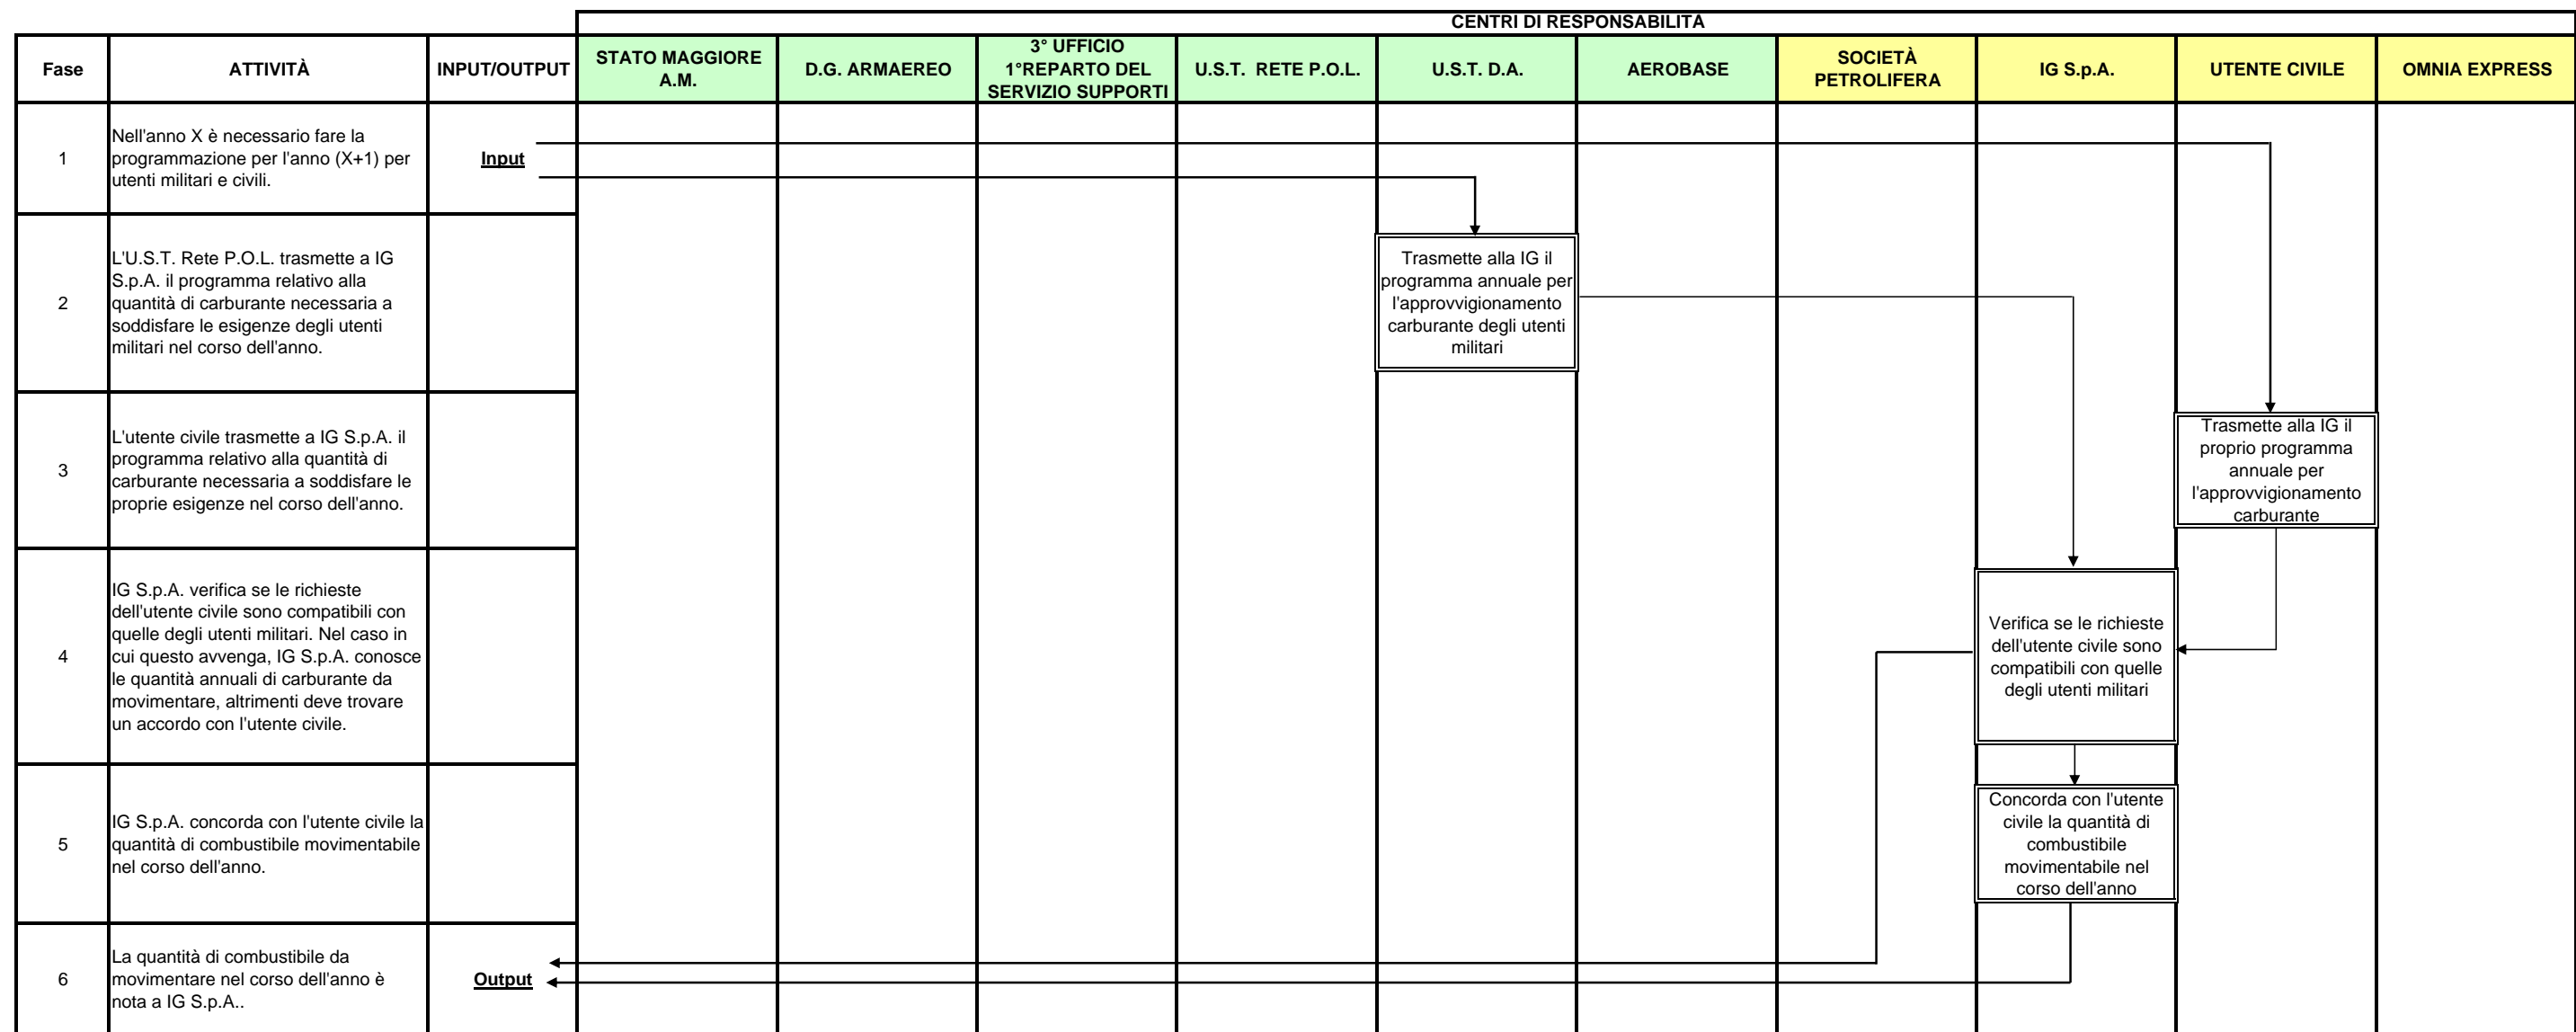 CENTRI DI RESPONSABILITÀ
Fase
ATTIVITÀ
INPUT/OUTPUT
STATO MAGGIORE
A.M.
D.G. ARMAEREO
3° UFFICIO
1°REPARTO DEL
SERVIZIO SUPPORTI
U.S.T. RETE P.O.L.
U.S.T. D.A.
AEROBASE
SOCIETÀ
PETROLIFERA
IG S.p.A.
UTENTE CIVILE
OMNIA EXPRESS
1
Nell'anno X è necessario fare la
programmazione per l'anno (X+1) per
utenti militari e civili.
Input
2
L'U.S.T. Rete P.O.L. trasmette a IG
S.p.A. il programma relativo alla
quantità di carburante necessaria a
soddisfare le esigenze degli utenti
militari nel corso dell'anno.
Trasmette alla IG il
programma annuale per
l'approvvigionamento
carburante degli utenti
militari
3
L'utente civile trasmette a IG S.p.A. il
programma relativo alla quantità di
carburante necessaria a soddisfare le
proprie esigenze nel corso dell'anno.
Trasmette alla IG il
proprio programma
annuale per
l'approvvigionamento
carburante
4
IG S.p.A. verifica se le richieste
dell'utente civile sono compatibili con
quelle degli utenti militari. Nel caso in
cui questo avvenga, IG S.p.A. conosce
le quantità annuali di carburante da
movimentare, altrimenti deve trovare
un accordo con l'utente civile.
Verifica se le richieste
dell'utente civile sono
compatibili con quelle
degli utenti militari
5
IG S.p.A. concorda con l'utente civile la
quantità di combustibile movimentabile
nel corso dell'anno.
Concorda con l'utente
civile la quantità di
combustibile
movimentabile nel
corso dell'anno
6
La quantità di combustibile da
movimentare nel corso dell'anno è
nota a IG S.p.A..
Output